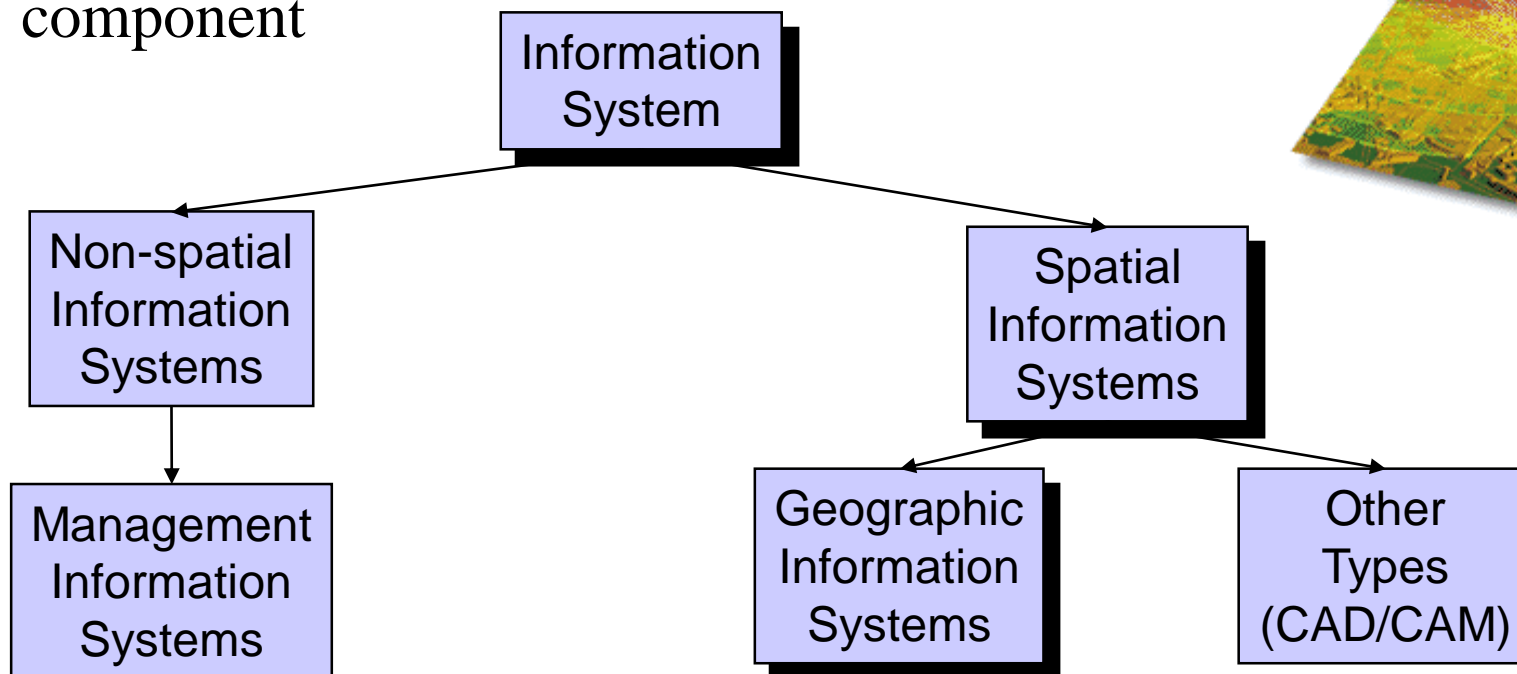 component
Information
System
Non-spatial
Information
Systems
Spatial
Information
Systems
Management
Information
Systems
Geographic
Information
Systems
Other
Types
(CAD/CAM)